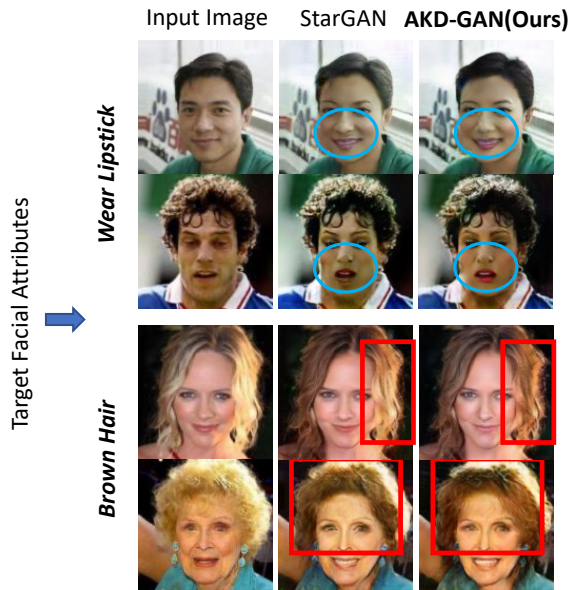 Input Image StarGAN AKD-GAN(Ours)
Target Facial Attributes
Wear Lipstick
Brown Hair